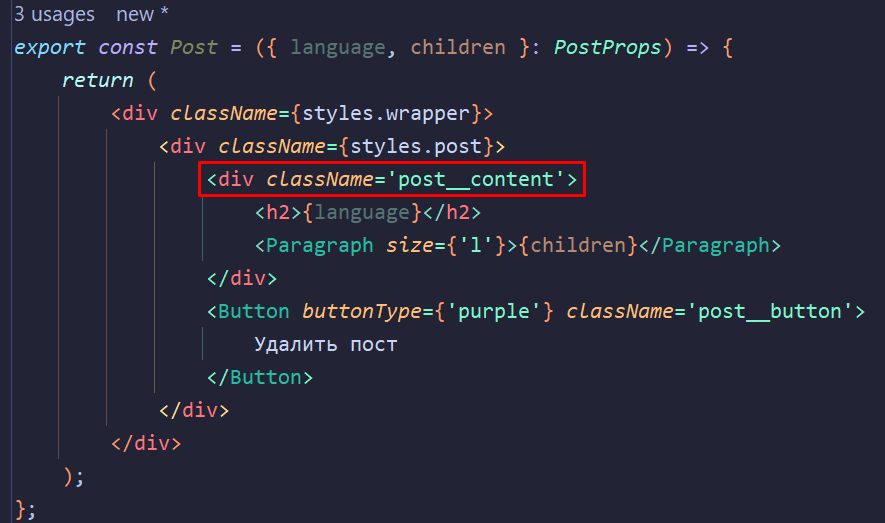 3 usages   new *
export const Post = ({ language, children }: PostProps) => {
    return (
        <div className={styles.wrapper}>
            <div className={styles.post}>
                <div className='post__content'>
                    <h2>{language}</h2>
                    <Paragraph size={'l'}>{children}</Paragraph>
                </div>
                <Button buttonType={'purple'} className='post__button'>
                    Удалить пост
                </Button>
            </div>
        </div>
    );
};